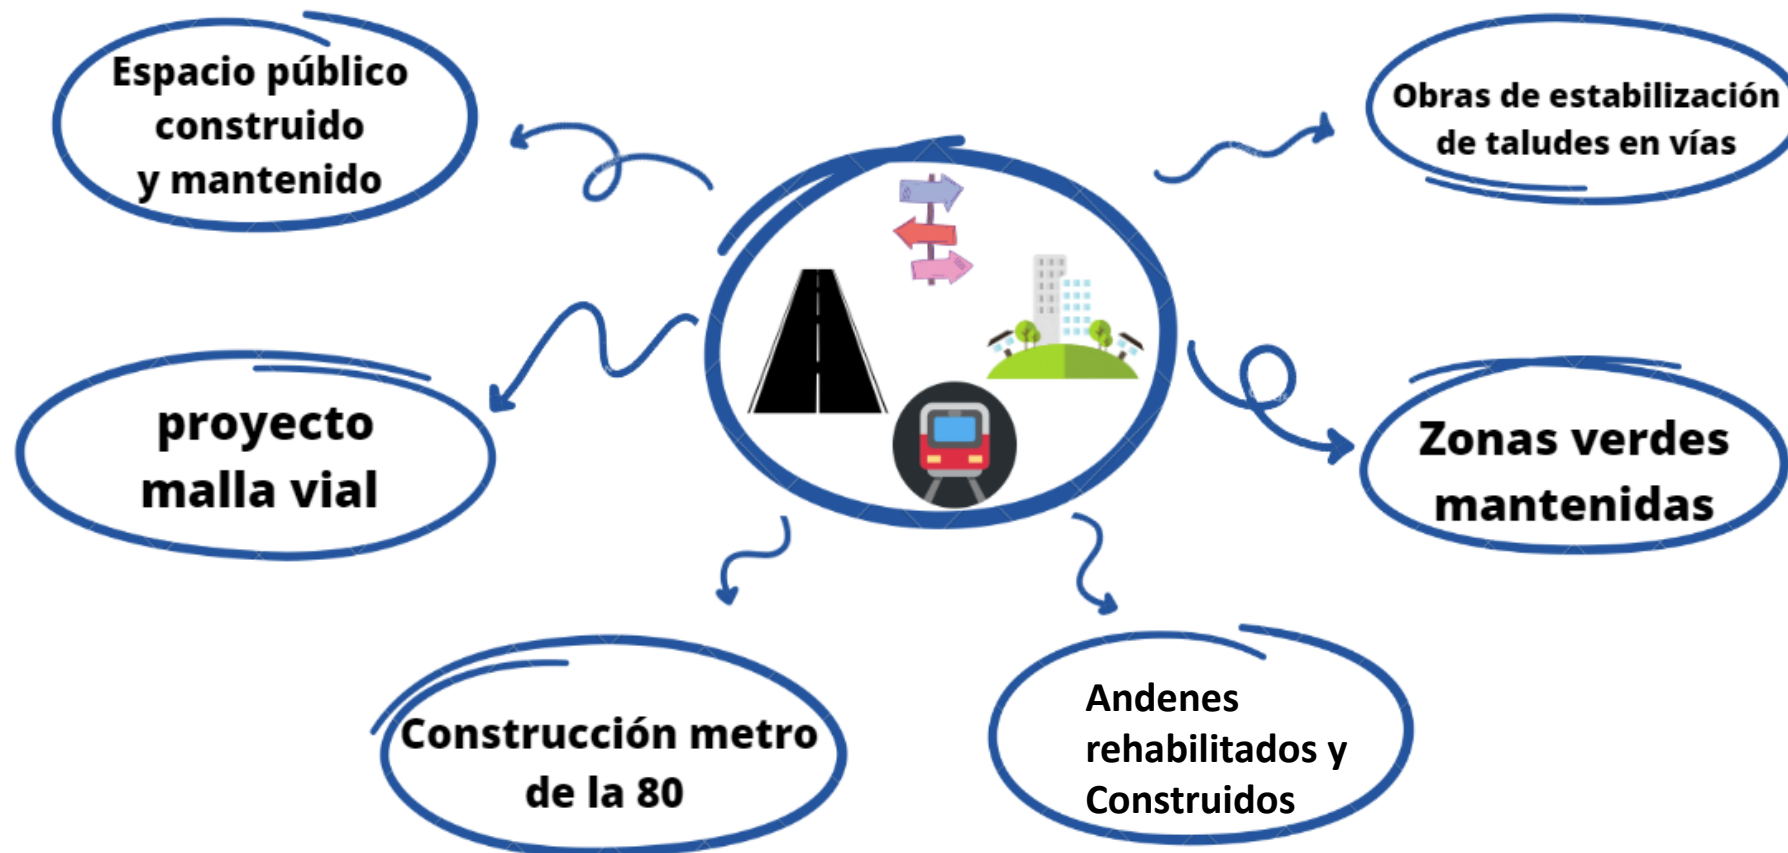 Espacio público
construido
y mantenido
Obras de estabilización
de taludes en vías
proyecto
malla vial
Zonas verdes
mantenidas
Construcción metro
de la 80
Andenes
rehabilitados y
Construidos